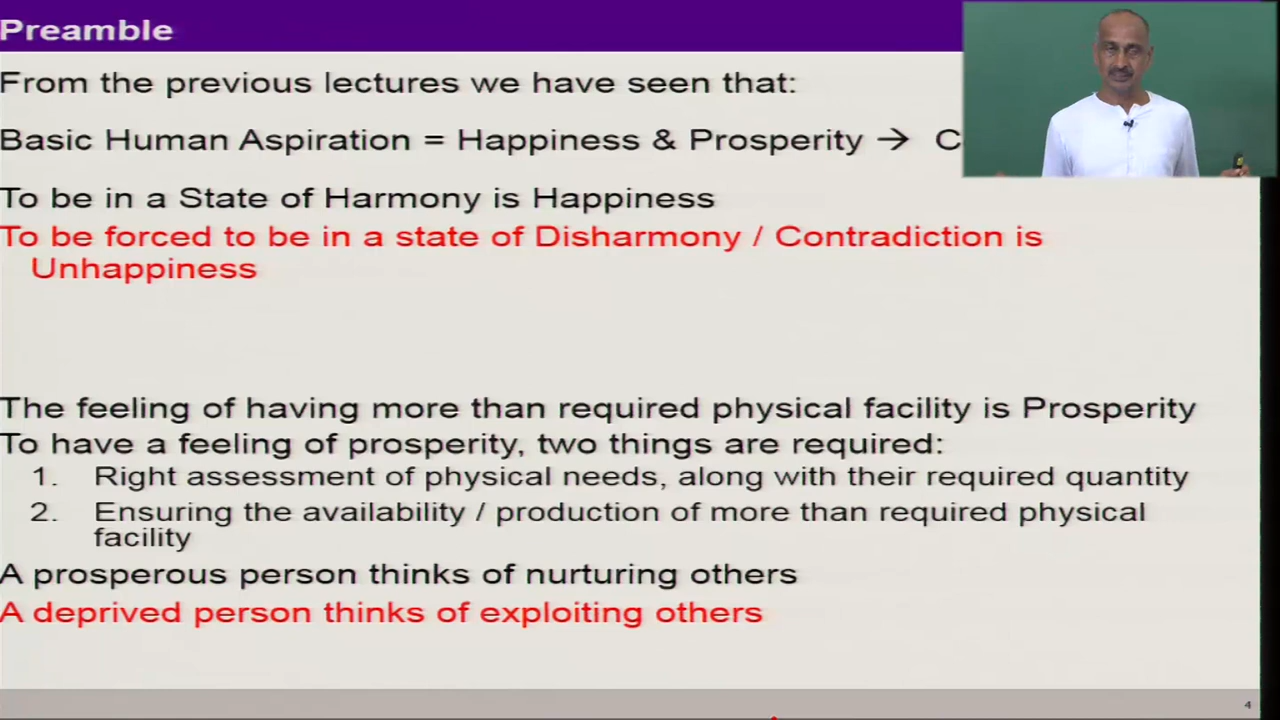 Preamble
From the previous lectures we have seen that:
Basic Human Aspiration = Happiness & Prosperity → C
To be in a State of Harmony is Happiness
To be forced to be in a state of Disharmony / Contradiction is
Unhappiness
The feeling of having more than required physical facility is Prosperity
To have a feeling of prosperity, two things are required:
1. Right assessment of physical needs, along with their required quantity
2. Ensuring the availability / production of more than required physical
facility
A prosperous person thinks of nurturing others
A deprived person thinks of exploiting others
4